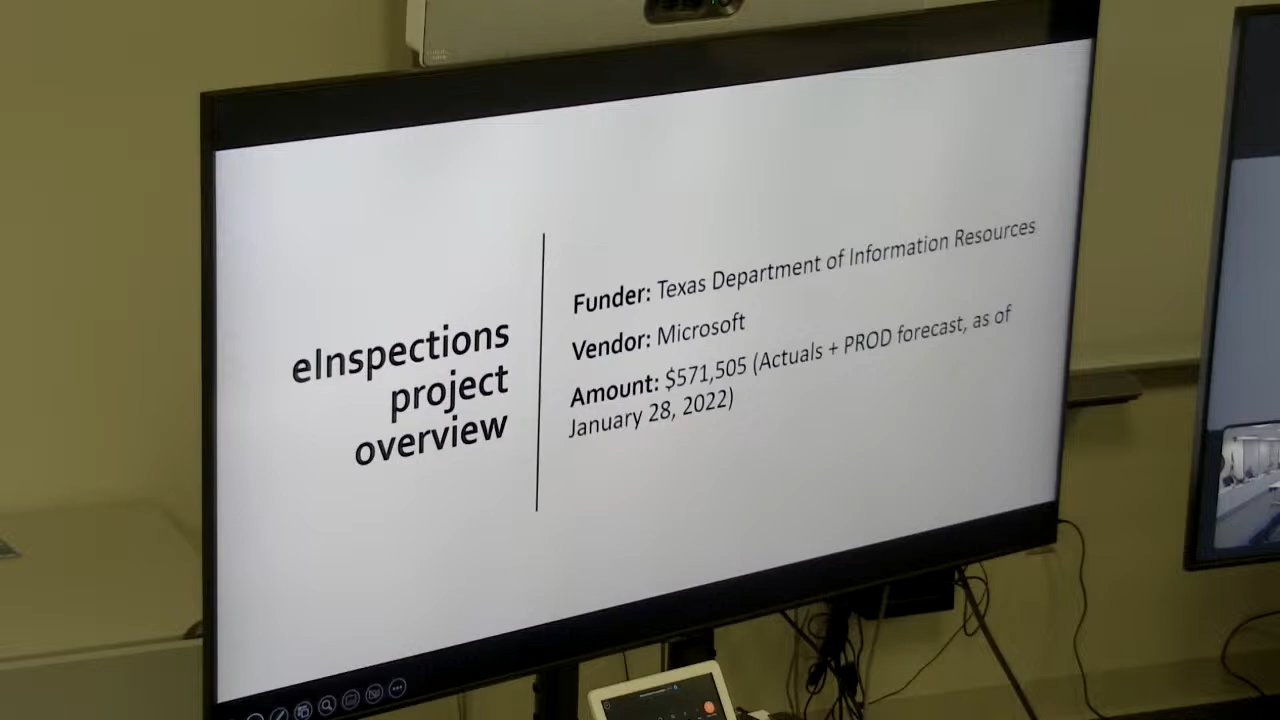 eInspections
project
overview
Funder: Texas Department of Information Resources
Vendor: Microsoft
Amount: $571,505 (Actuals + PROD forecast, as of
January 28, 2022)